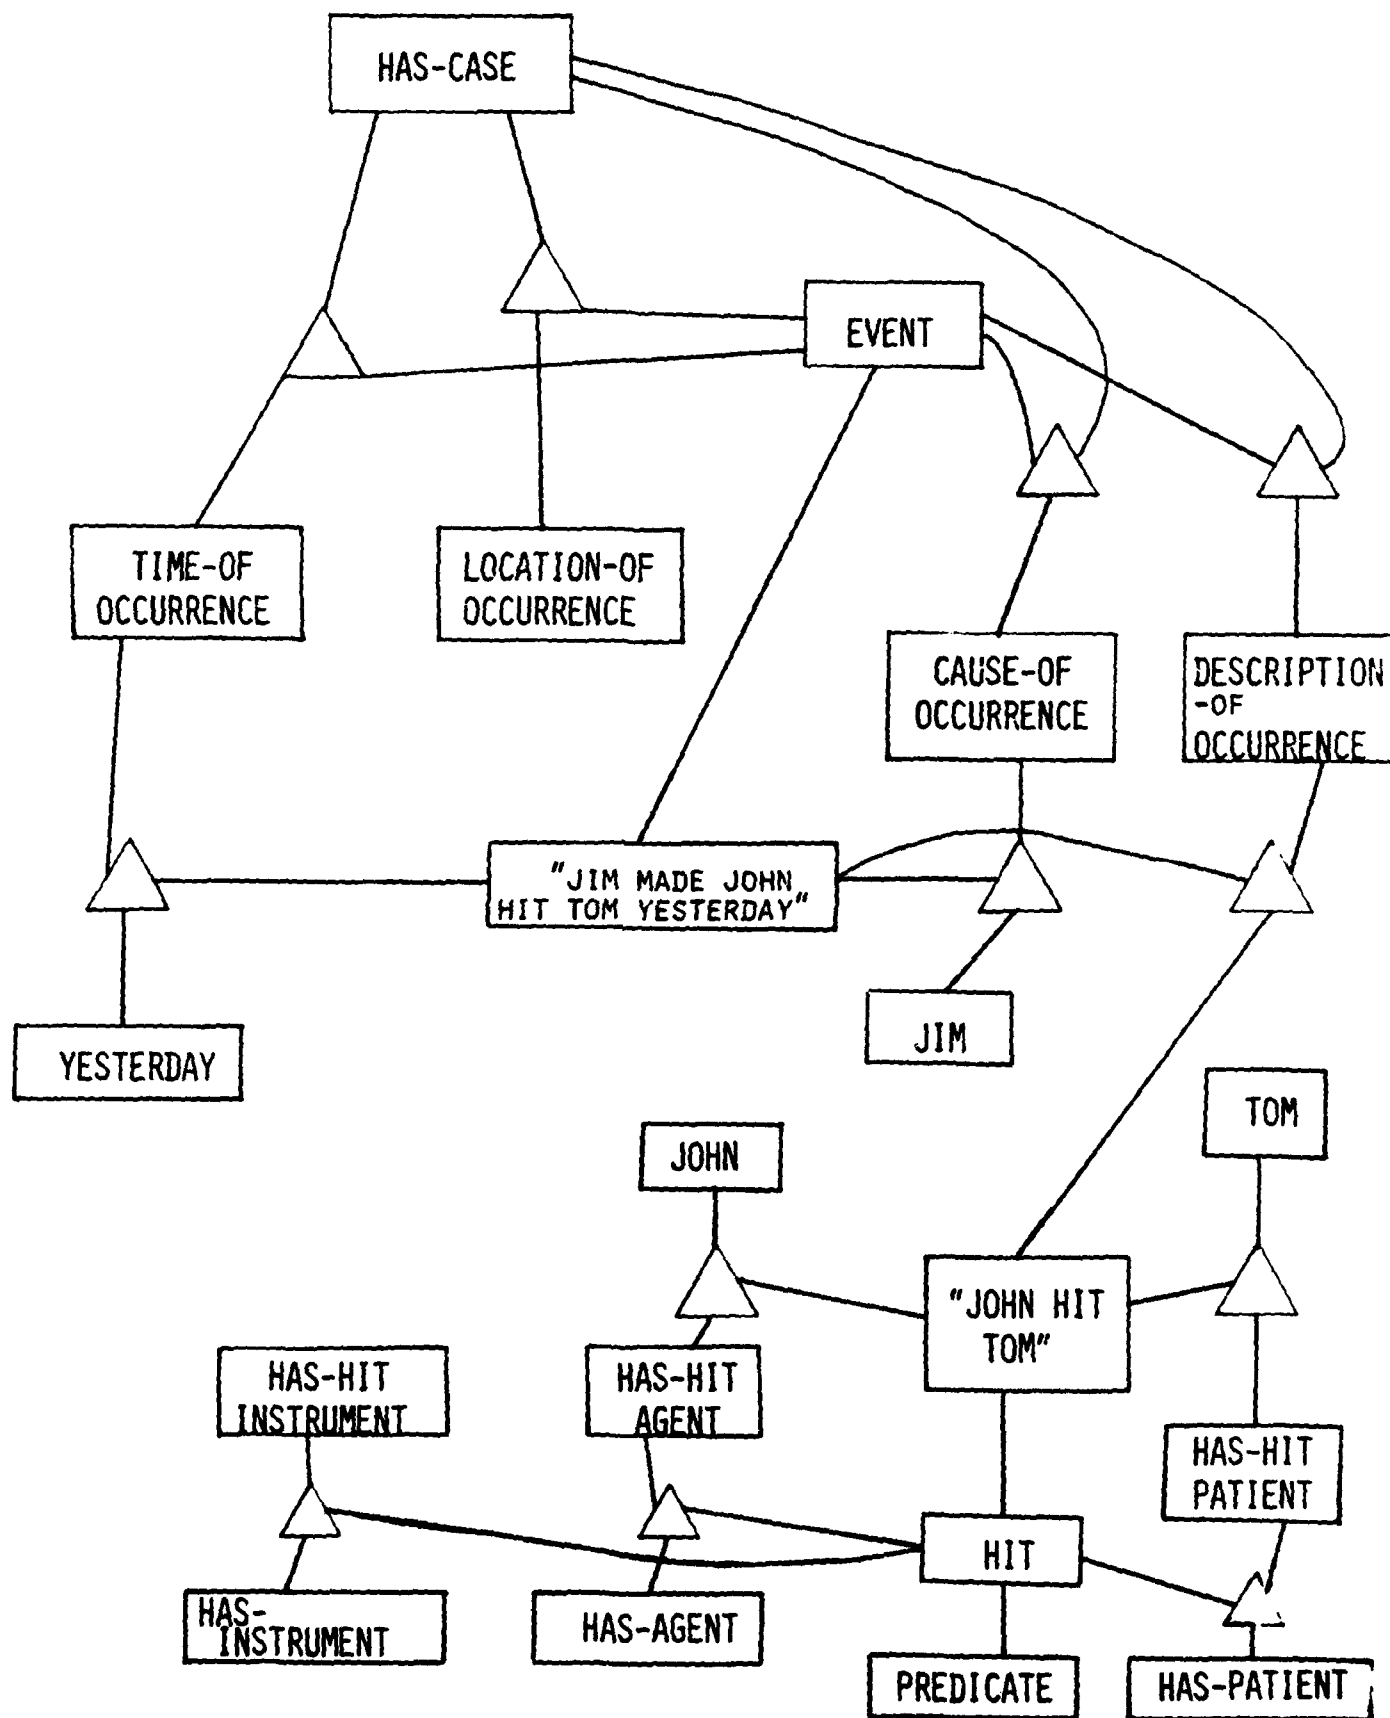 HAS-CASE
EVENT
TIME-OF
OCCURRENCE
LOCATION-OF
OCCURRENCE
CAUSE-OF
OCCURRENCE
DESCRIPTION
-OF
OCCURRENCE
"JIM MADE JOHN
HIT TOM YESTERDAY"
YESTERDAY
JIM
TOM
JOHN
"JOHN HIT
TOM"
HAS-HIT
INSTRUMENT
HAS-HIT
AGENT
HAS-HIT
PATIENT
HIT
HAS-
INSTRUMENT
HAS-AGENT
PREDICATE
HAS-PATIENT